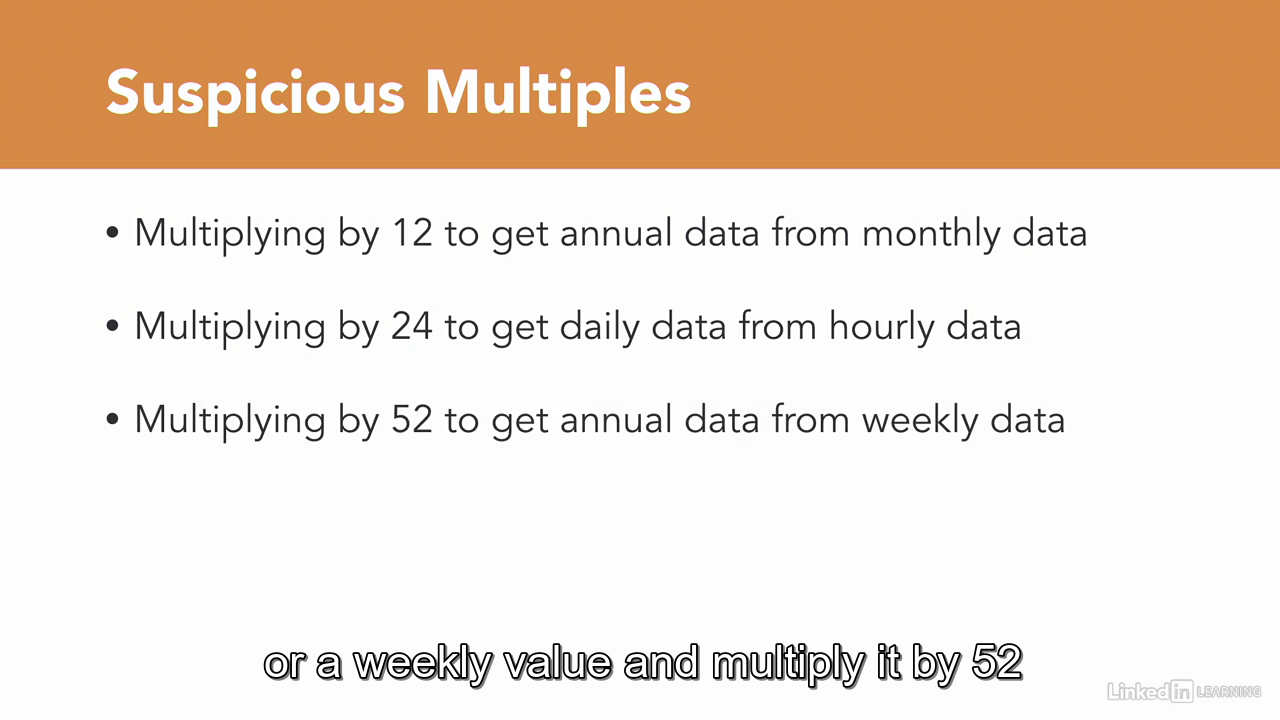 Suspicious Multiples
• Multiplying by 12 to get annual data from monthly data
• Multiplying by 24 to get daily data from hourly data
• Multiplying by 52 to get annual data from weekly data
or a weekly value and multiply it by 52
Linked in LEARNING